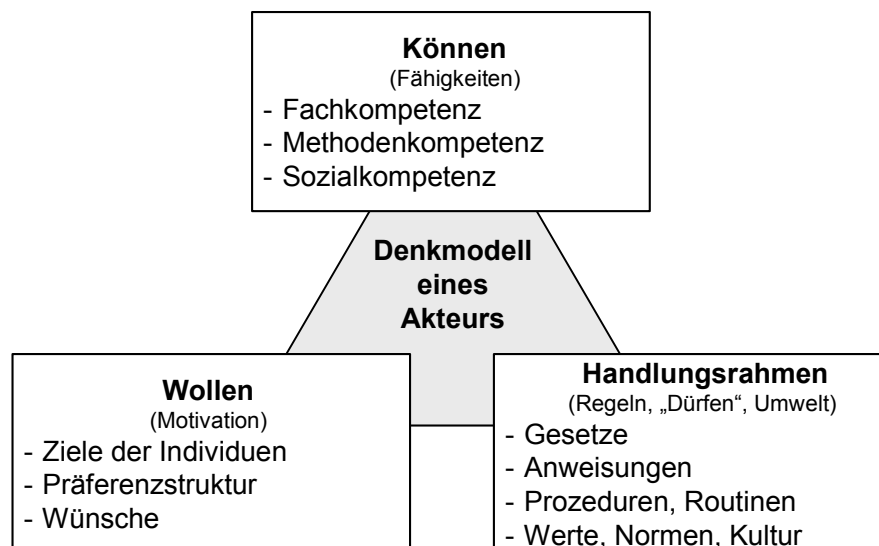 Können
(Fähigkeiten)
- Fachkompetenz
- Methodenkompetenz
- Sozialkompetenz
Denkmodell
eines
Akteurs
Wollen
(Motivation)
- Ziele der Individuen
- Präferenzstruktur
- Wünsche
Handlungsrahmen
(Regeln, „Dürfen“, Umwelt)
- Gesetze
- Anweisungen
- Prozeduren, Routinen
- Werte, Normen, Kultur